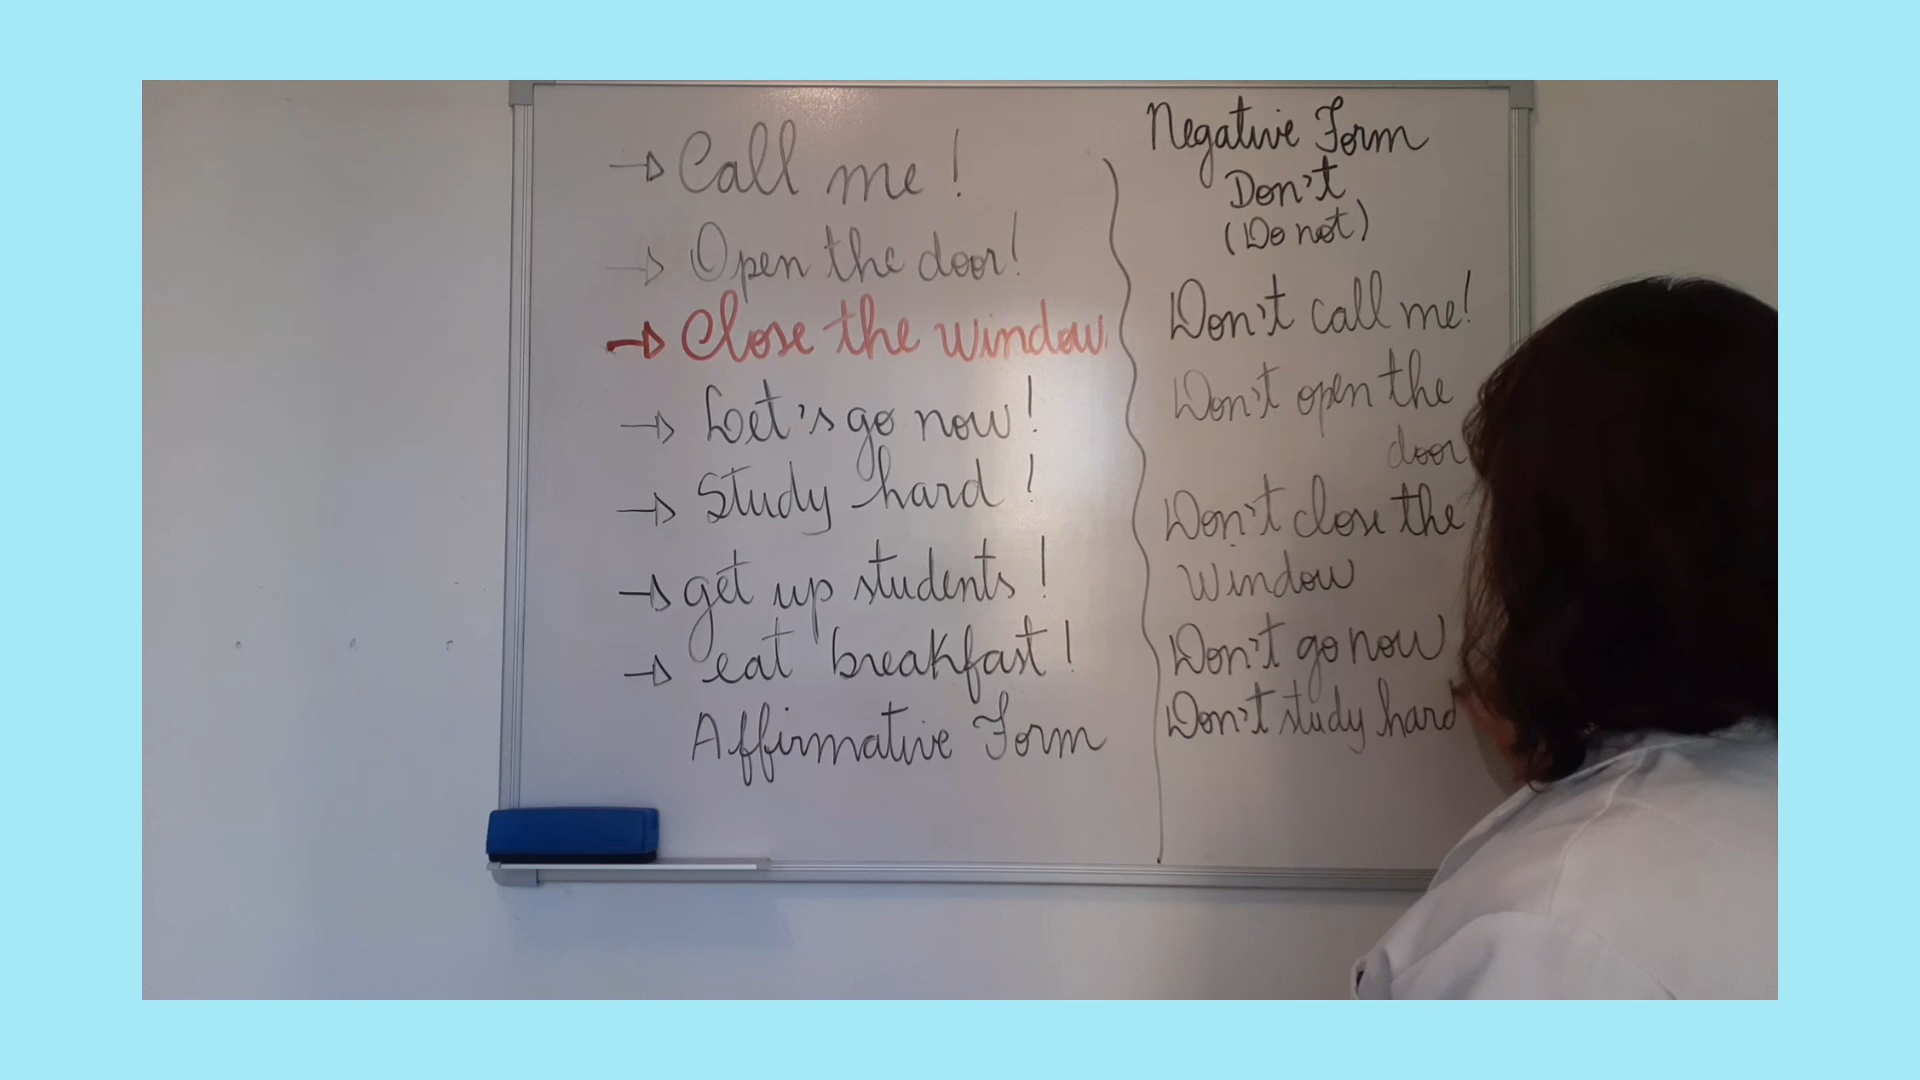 Call me!
Open the door!
Close the window
Let's go now!
Study hard!
get up students!
eat breakfast!
Affirmative Form
Negative Form
Don't
(Do not)
Don't call me!
Don't open the
door
Don't close the
window
Don't go now
Don't study hard